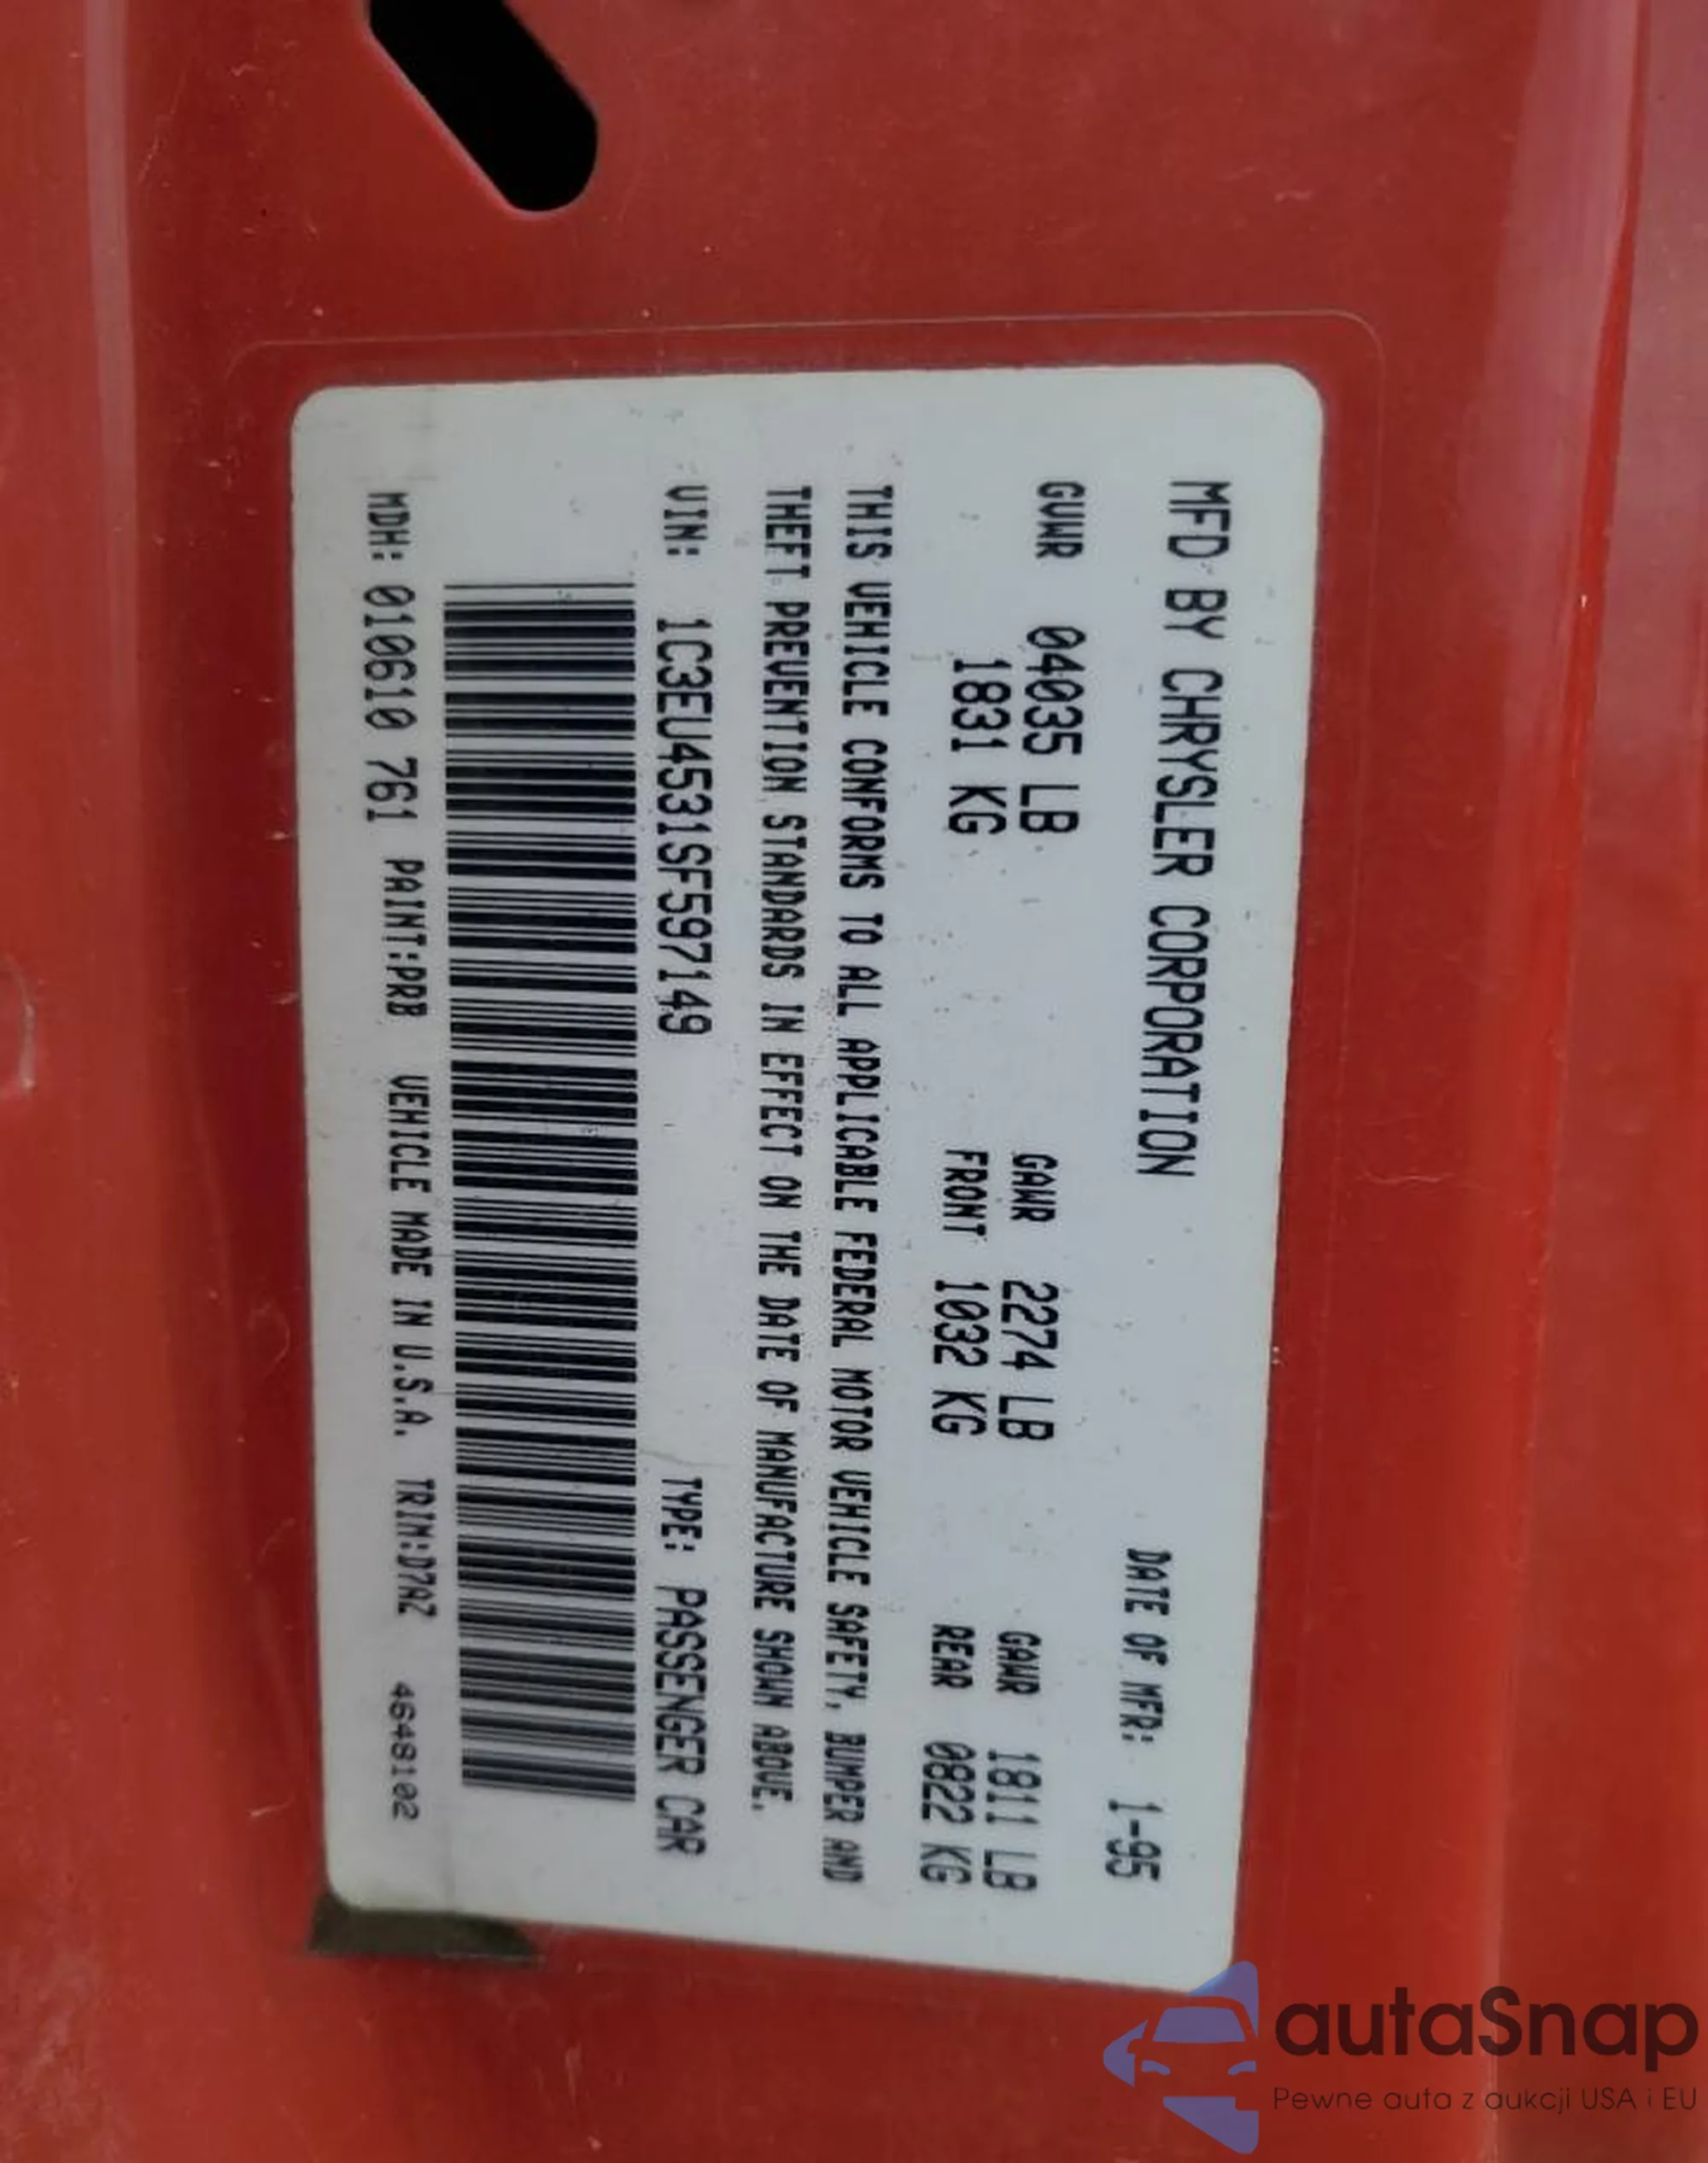 MFD BY CHRYSLER CORPORATION DATE OF MFR: 1-95
GVWR 04035 LB GAWR 2274 LB GAWR 1811 LB
1831 KG FRONT 1032 KG REAR 0822 KG
THIS VEHICLE CONFORMS TO ALL APPLICABLE FEDERAL MOTOR VEHICLE SAFETY, BUMPER AND
THEFT PREVENTION STANDARDS IN EFFECT ON THE DATE OF MANUFACTURE SHOWN ABOVE.
VIN: 1C3EU4531SF597149 TYPE: PASSENGER CAR
MDH: 010610 761 PAINT:PRB VEHICLE MADE IN U.S.A. TRIM:D7AZ 4648102
autaSnap
Pewne auta z aukcji USA i EU